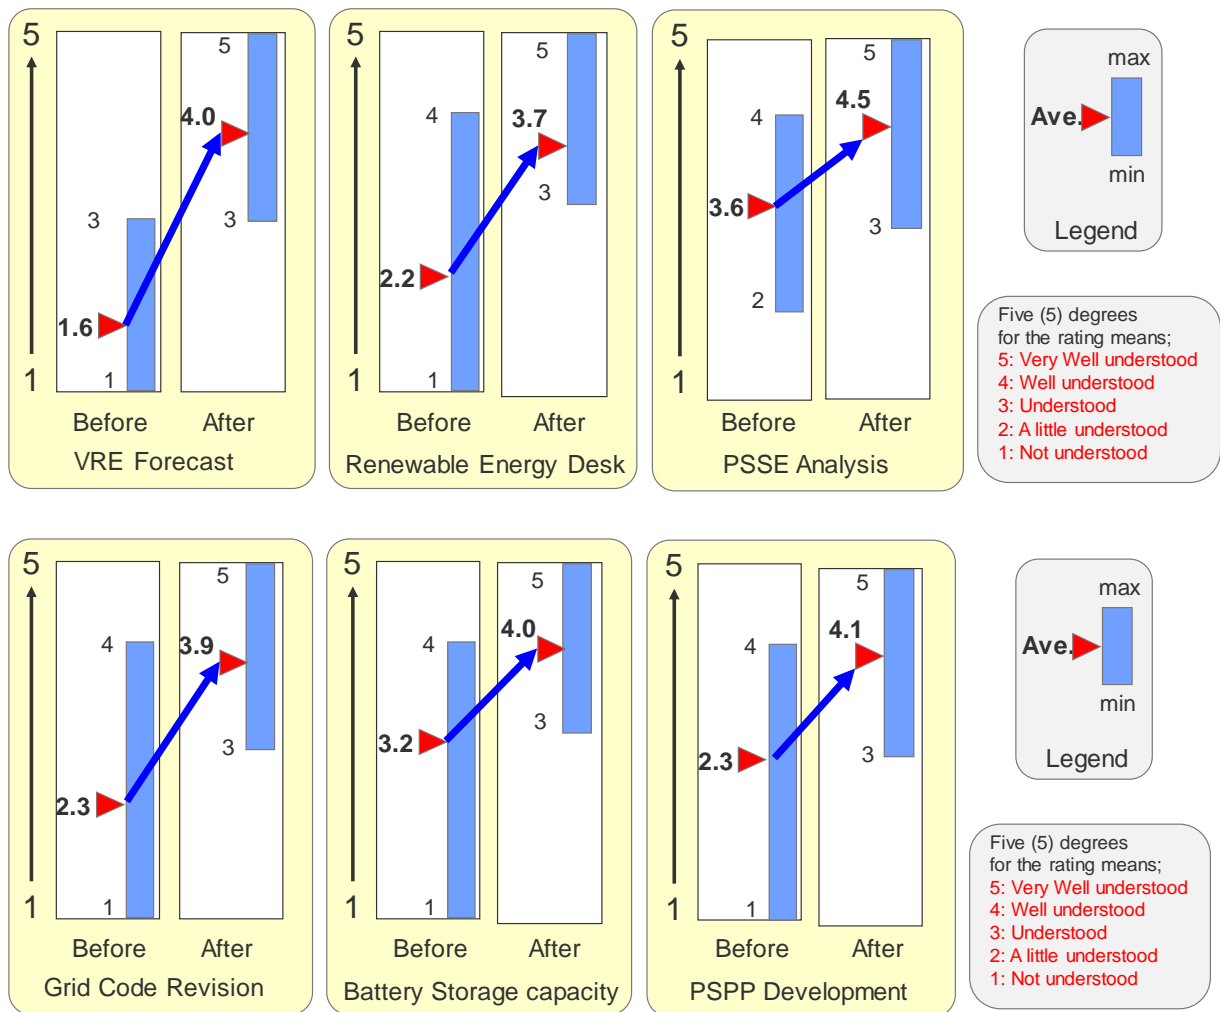 5
5
4.0
3
3
1.6
1
1
Before
After
VRE Forecast
5
5
4
3.7
3
2.2
1
1
Before
After
Renewable Energy Desk
5
5
4
4.5
3.6
3
2
1
Before
After
PSSE Analysis
max
Ave.
min
Legend
Five (5) degrees
for the rating means;
5: Very Well understood
4: Well understood
3: Understood
2: A little understood
1: Not understood
5
5
4
3.9
3
2.3
1
1
Before
After
Grid Code Revision
5
5
4
4.0
3
3.2
1
1
Before
After
Battery Storage capacity
5
5
4
4.1
3
2.3
1
1
Before
After
PSPP Development
max
Ave.
min
Legend
Five (5) degrees
for the rating means;
5: Very Well understood
4: Well understood
3: Understood
2: A little understood
1: Not understood